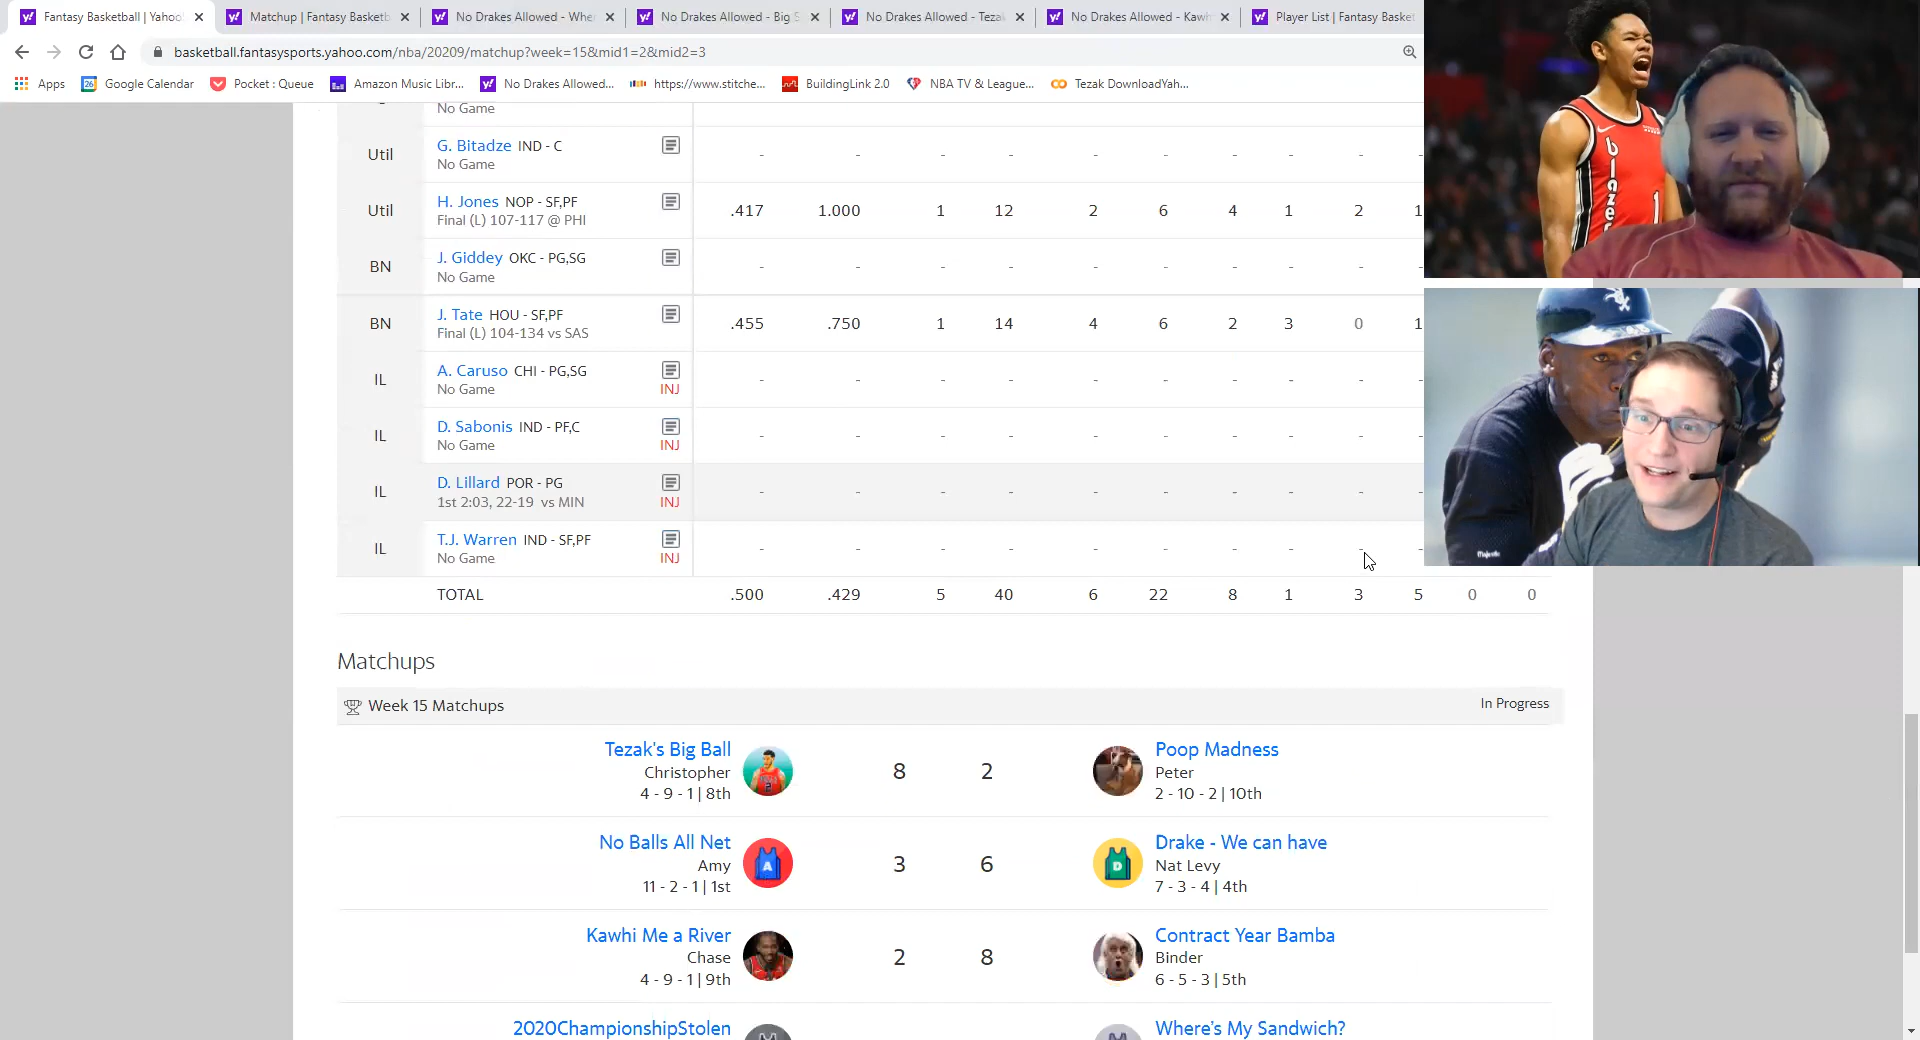 Fantasy Basketball | Yahoo! Matchup | Fantasy Basketb No Drakes Allowed - Whe No Drakes Allowed - Big S No Drakes Allowed - Teza No Drakes Allowed - Kawh Player List | Fantasy Basket
basketball.fantasysports.yahoo.com/nba/20209/matchup?week=15&mid1=2&mid2=3
Apps Google Calendar Pocket : Queue Amazon Music Libr... No Drakes Allowed... https://www.stitche... BuildingLink 2.0 NBA TV & League... Tezak DownloadYah...
No Game
Util G. Bitadze IND - C - - - - - - - - - -
No Game
Util H. Jones NOP - SF,PF .417 1.000 1 12 2 6 4 1 2 1
Final (L) 107-117 @ PHI
BN J. Giddey OKC - PG,SG - - - - - - - - - -
No Game
BN J. Tate HOU - SF,PF .455 .750 1 14 4 6 2 3 0 1
Final (L) 104-134 vs SAS
IL A. Caruso CHI - PG,SG - - - - - - - - - -
No Game INJ
IL D. Sabonis IND - PF,C - - - - - - - - - -
No Game INJ
IL D. Lillard POR - PG - - - - - - - - - -
1st 2:03, 22-19 vs MIN INJ
IL T.J. Warren IND - SF,PF - - - - - - - - - -
No Game INJ
TOTAL .500 .429 5 40 6 22 8 1 3 5 0 0
Matchups
Week 15 Matchups In Progress
Tezak's Big Ball 8 2 Poop Madness
Christopher Peter
4 - 9 - 1 | 8th 2 - 10 - 2 | 10th
No Balls All Net 3 6 Drake - We can have
Amy A D Nat Levy
11 - 2 - 1 | 1st 7 - 3 - 4 | 4th
Kawhi Me a River 2 8 Contract Year Bamba
Chase Binder
4 - 9 - 1 | 9th 6 - 5 - 3 | 5th
2020ChampionshipStolen Where's My Sandwich?
blazer
Majestic